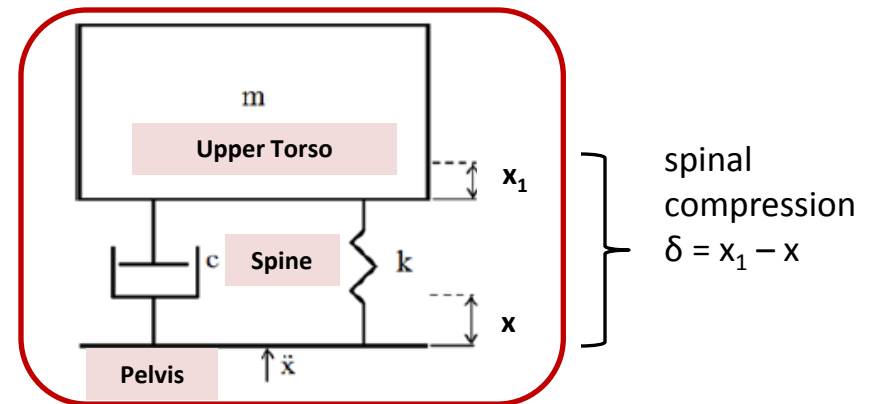 m
Upper Torso
x₁
c
Spine
k
x
Pelvis
ẍ
spinal
compression
δ = x₁ – x